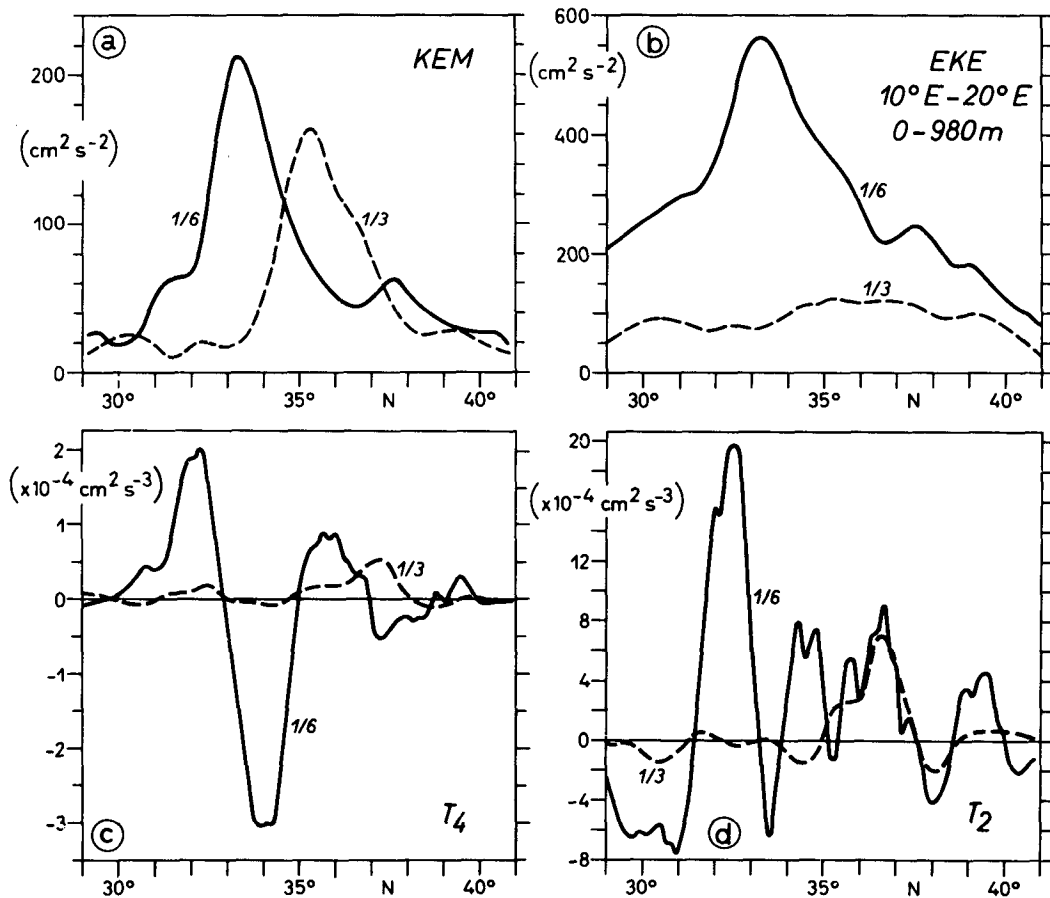 a
KEM
200
(cm² s⁻²)
1/6
1/3
100
0
30°
35°
N
40°
b
600
(cm² s⁻²)
EKE
10° E – 20° E
0 – 980 m
400
1/6
200
1/3
0
30°
35°
N
40°
2
(x10⁻⁴ cm² s⁻³)
1
1/3
0
-1
1/6
-2
-3
c
T₄
30°
35°
N
40°
20
(x10⁻⁴ cm² s⁻³)
16
12
1/6
8
4
0
1/3
-4
-8
d
T₂
30°
35°
N
40°